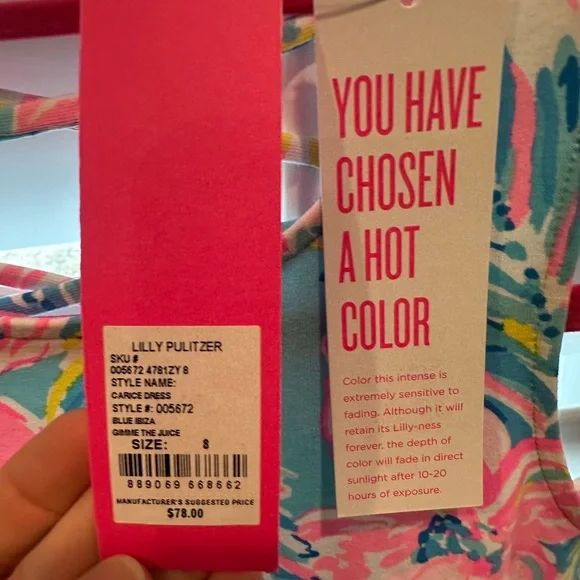 LILLY PULITZER
SKU #
005672 4781ZY 8
STYLE NAME:
CARICE DRESS
STYLE #: 005672
BLUE IBIZA
GIMME THE JUICE
SIZE: 8
889069 668662
MANUFACTURER'S SUGGESTED PRICE
$78.00
YOU HAVE
CHOSEN
A HOT
COLOR
Color this intense is
extremely sensitive to
fading. Although it will
retain its Lilly-ness
forever, the depth of
color will fade in direct
sunlight after 10-20
hours of exposure.